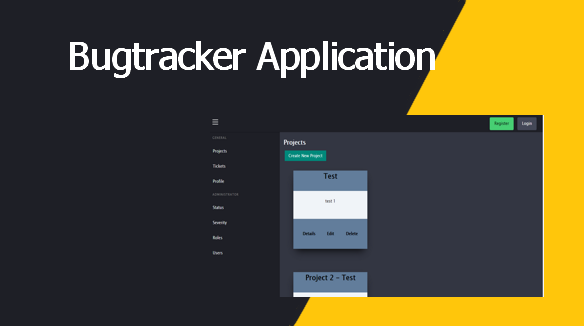 Bugtracker Application
Register Login
GENERAL
Projects
Tickets
Profile
ADMINISTRATOR
Status
Severity
Roles
Users
Projects
Create New Project
Test
test 1
Details Edit Delete
Project 2 - Test